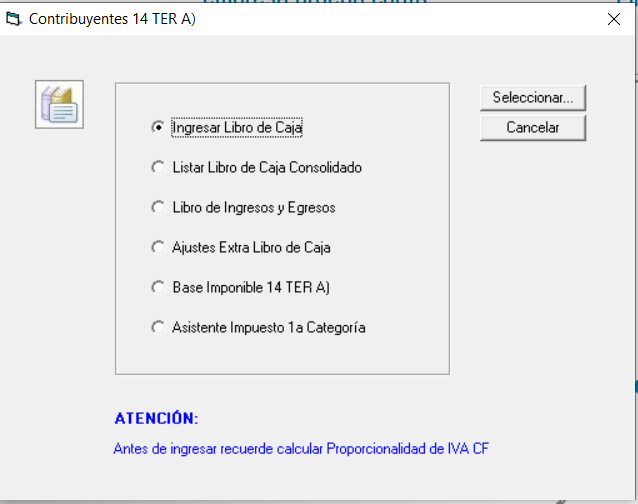 Contribuyentes 14 TER A)
Ingresar Libro de Caja
Listar Libro de Caja Consolidado
Libro de Ingresos y Egresos
Ajustes Extra Libro de Caja
Base Imponible 14 TER A)
Asistente Impuesto 1a Categoría
Seleccionar...
Cancelar
ATENCIÓN:
Antes de ingresar recuerde calcular Proporcionalidad de IVA CF